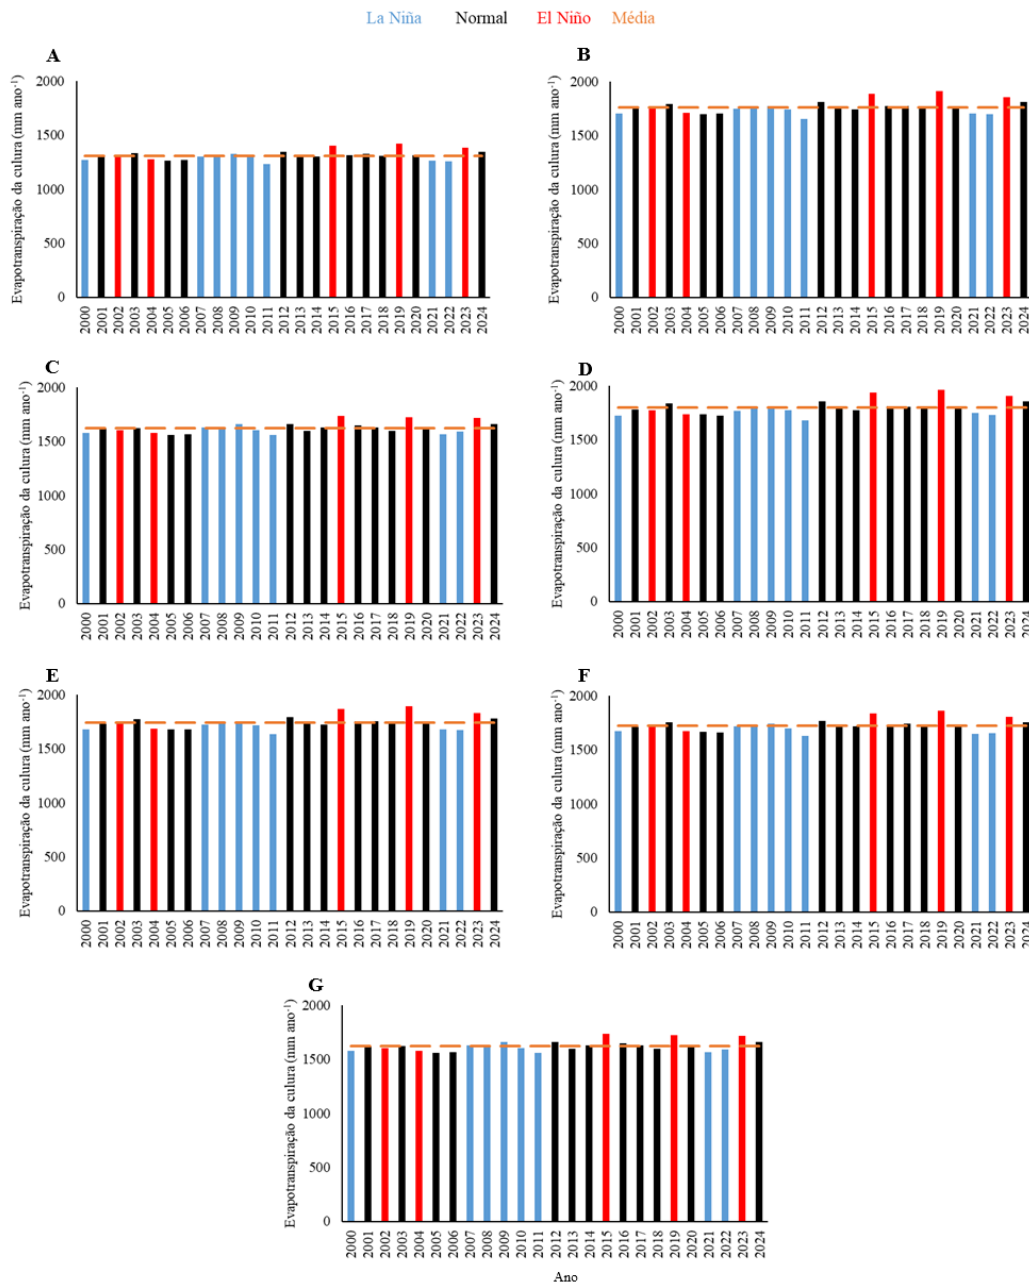 La Niña Normal El Niño Média
A
Evapotranspiração da cultura (mm ano-1)
2000
1500
1000
500
0
2000 2001 2002 2003 2004 2005 2006 2007 2008 2009 2010 2011 2012 2013 2014 2015 2016 2017 2018 2019 2020 2021 2022 2023 2024
B
Evapotranspiração da cultura (mm ano-1)
2000
1500
1000
500
0
2000 2001 2002 2003 2004 2005 2006 2007 2008 2009 2010 2011 2012 2013 2014 2015 2016 2017 2018 2019 2020 2021 2022 2023 2024
C
Evapotranspiração da cultura (mm ano-1)
2000
1500
1000
500
0
2000 2001 2002 2003 2004 2005 2006 2007 2008 2009 2010 2011 2012 2013 2014 2015 2016 2017 2018 2019 2020 2021 2022 2023 2024
D
Evapotranspiração da cultura (mm ano-1)
2000
1500
1000
500
0
2000 2001 2002 2003 2004 2005 2006 2007 2008 2009 2010 2011 2012 2013 2014 2015 2016 2017 2018 2019 2020 2021 2022 2023 2024
E
Evapotranspiração da cultura (mm ano-1)
2000
1500
1000
500
0
2000 2001 2002 2003 2004 2005 2006 2007 2008 2009 2010 2011 2012 2013 2014 2015 2016 2017 2018 2019 2020 2021 2022 2023 2024
F
Evapotranspiração da cultura (mm ano-1)
2000
1500
1000
500
0
2000 2001 2002 2003 2004 2005 2006 2007 2008 2009 2010 2011 2012 2013 2014 2015 2016 2017 2018 2019 2020 2021 2022 2023 2024
G
Evapotranspiração da cultura (mm ano-1)
2000
1500
1000
500
0
2000 2001 2002 2003 2004 2005 2006 2007 2008 2009 2010 2011 2012 2013 2014 2015 2016 2017 2018 2019 2020 2021 2022 2023 2024
Ano